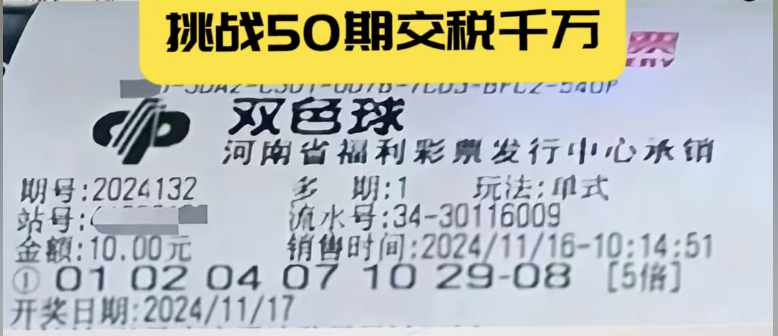 挑战50期交税千万
票
ERY
双色球
河南省福利彩票发行中心承销
期号:2024132 多 期:1 玩法:单式
站号: 流水号:34-30116009
金额:10.00元 销售时间:2024/11/16-10:14:51
① 01 02 04 07 10 29-08 [5倍]
开奖日期:2024/11/17